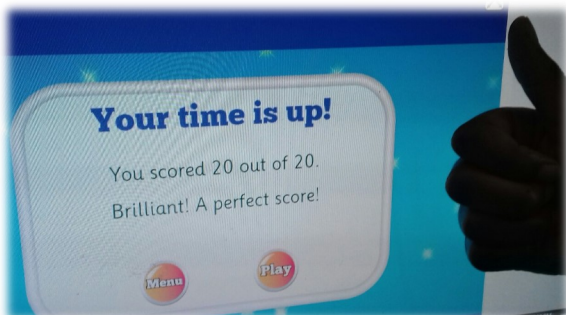 Your time is up!
You scored 20 out of 20.
Brilliant! A perfect score!
Menu
Play